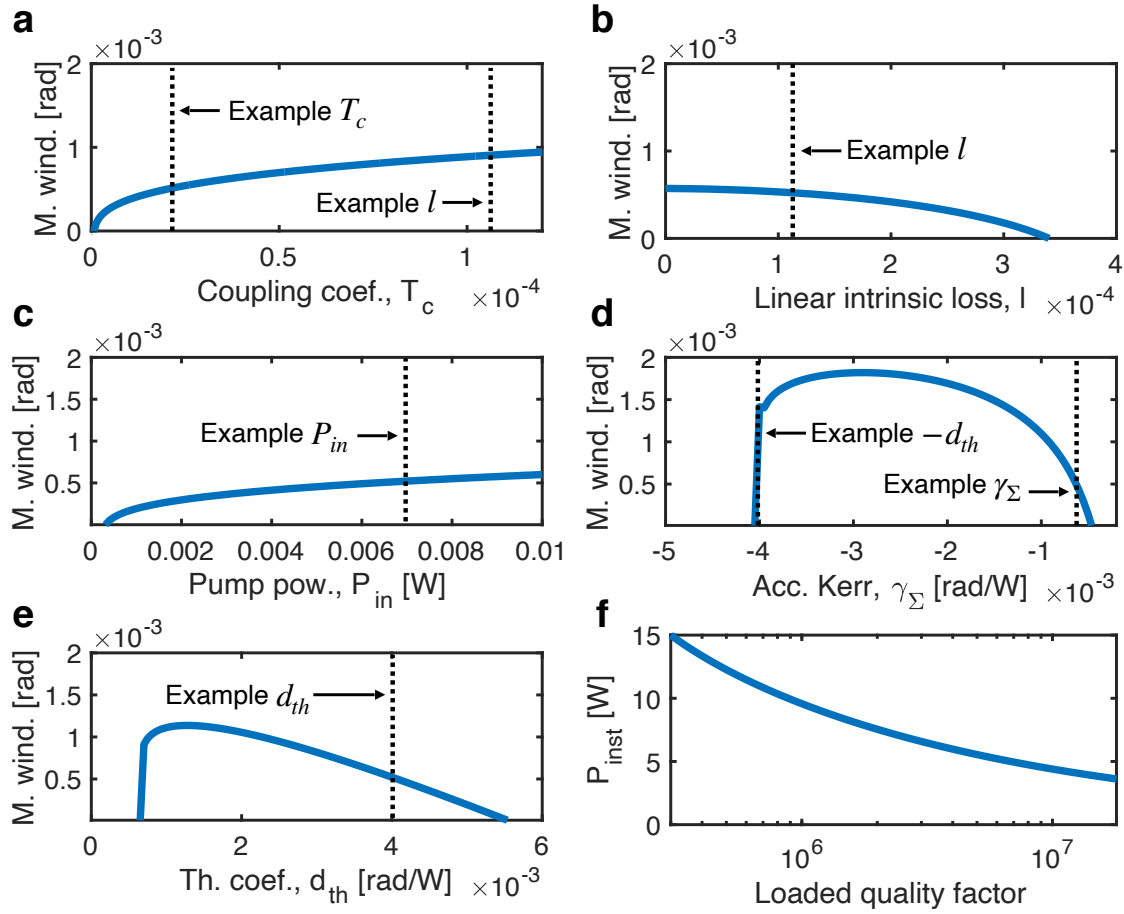 a
×10⁻³
M. wind. [rad]
2
1
0
Example T_c
Example l
0
0.5
1
Coupling coef., T_c
×10⁻⁴
b
×10⁻³
M. wind. [rad]
2
1
0
Example l
0
1
2
3
4
Linear intrinsic loss, l
×10⁻⁴
c
×10⁻³
M. wind. [rad]
2
1.5
1
0.5
Example P_in
0
0.002
0.004
0.006
0.008
0.01
Pump pow., P_in [W]
d
×10⁻³
M. wind. [rad]
2
1.5
1
0.5
Example −d_th
Example γ_Σ
-5
-4
-3
-2
-1
Acc. Kerr, γ_Σ [rad/W]
×10⁻³
e
×10⁻³
M. wind. [rad]
2
1.5
1
0.5
Example d_th
0
2
4
6
Th. coef., d_th [rad/W]
×10⁻³
f
P_inst [W]
15
10
5
0
10⁶
10⁷
Loaded quality factor